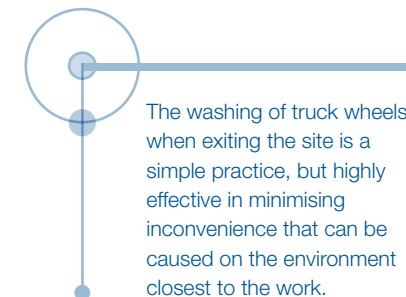 The washing of truck wheels
when exiting the site is a
simple practice, but highly
effective in minimising
inconvenience that can be
caused on the environment
closest to the work.